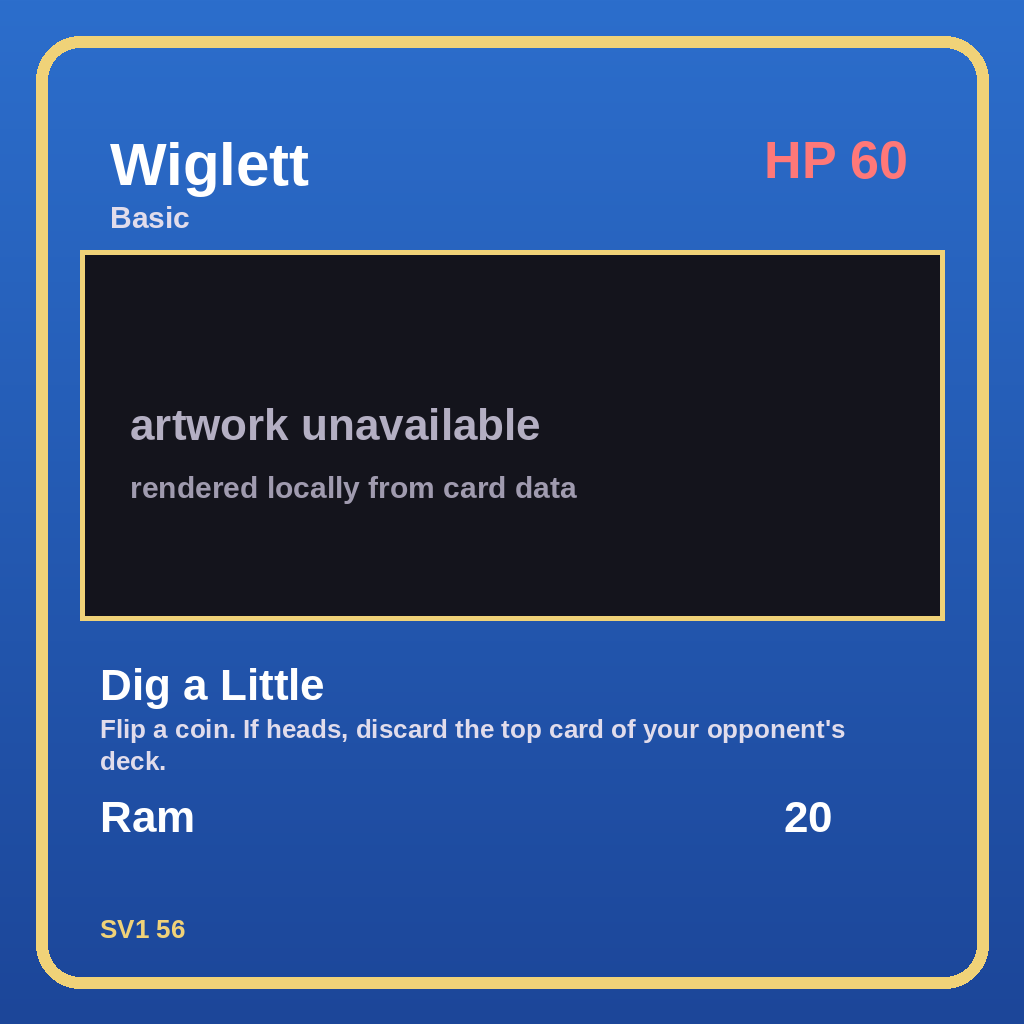 Wiglett
HP 60
Basic
artwork unavailable
rendered locally from card data
Dig a Little
Flip a coin. If heads, discard the top card of your opponent's
deck.
Ram 20
SV1 56